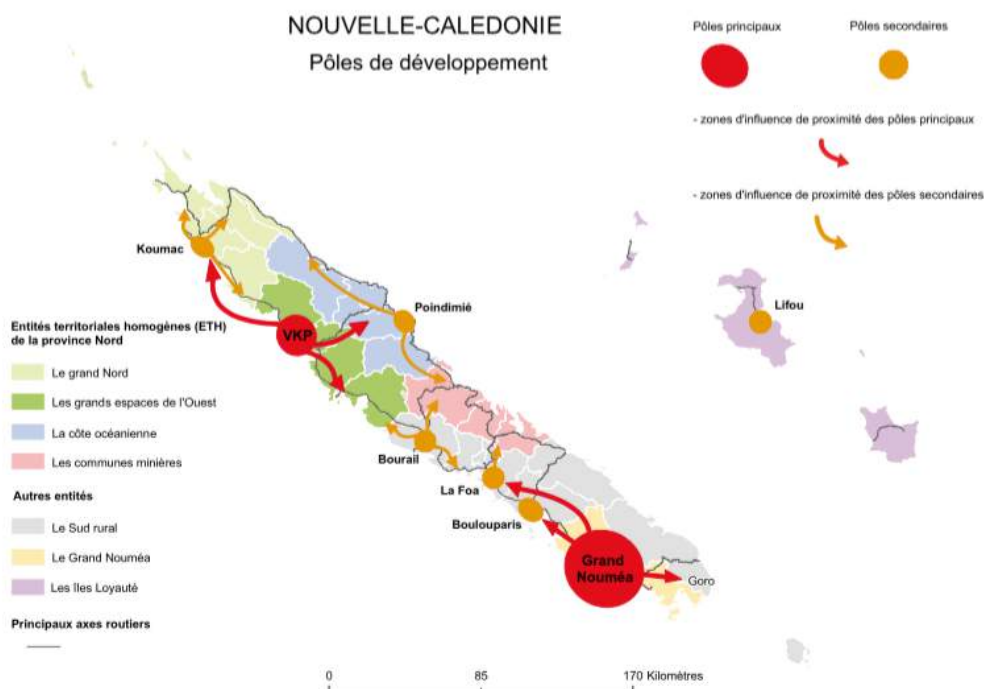 NOUVELLE-CALEDONIE
Pôles de développement
Pôles principaux
Pôles secondaires
- zones d'influence de proximité des pôles principaux
- zones d'influence de proximité des pôles secondaires
Koumac
Poindimié
Lifou
VKP
Entités territoriales homogènes (ETH)
de la province Nord
Le grand Nord
Les grands espaces de l'Ouest
La côte océanienne
Les communes minières
Bourail
La Foa
Boulouparis
Grand
Nouméa
Goro
Autres entités
Le Sud rural
Le Grand Nouméa
Les îles Loyauté
Principaux axes routiers
0 85 170 Kilomètres